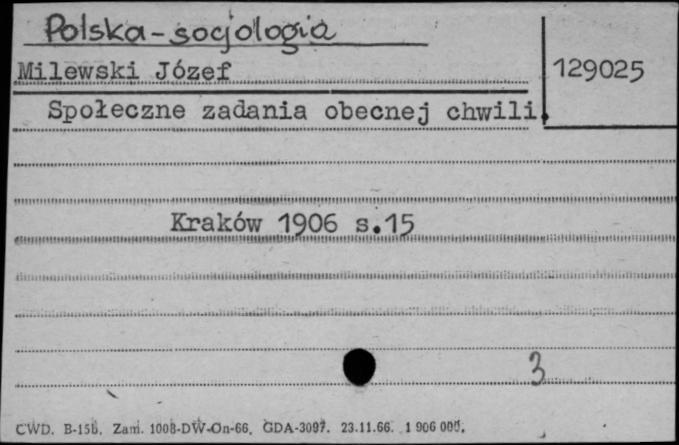 Polska-socjologia
Milewski Józef
129025
Społeczne zadania obecnej chwili.
Kraków 1906 s.15
3
CWD. B-15b. Zam. 1008-DW-On-66. GDA-3097. 23.11.66. 1 906 000.